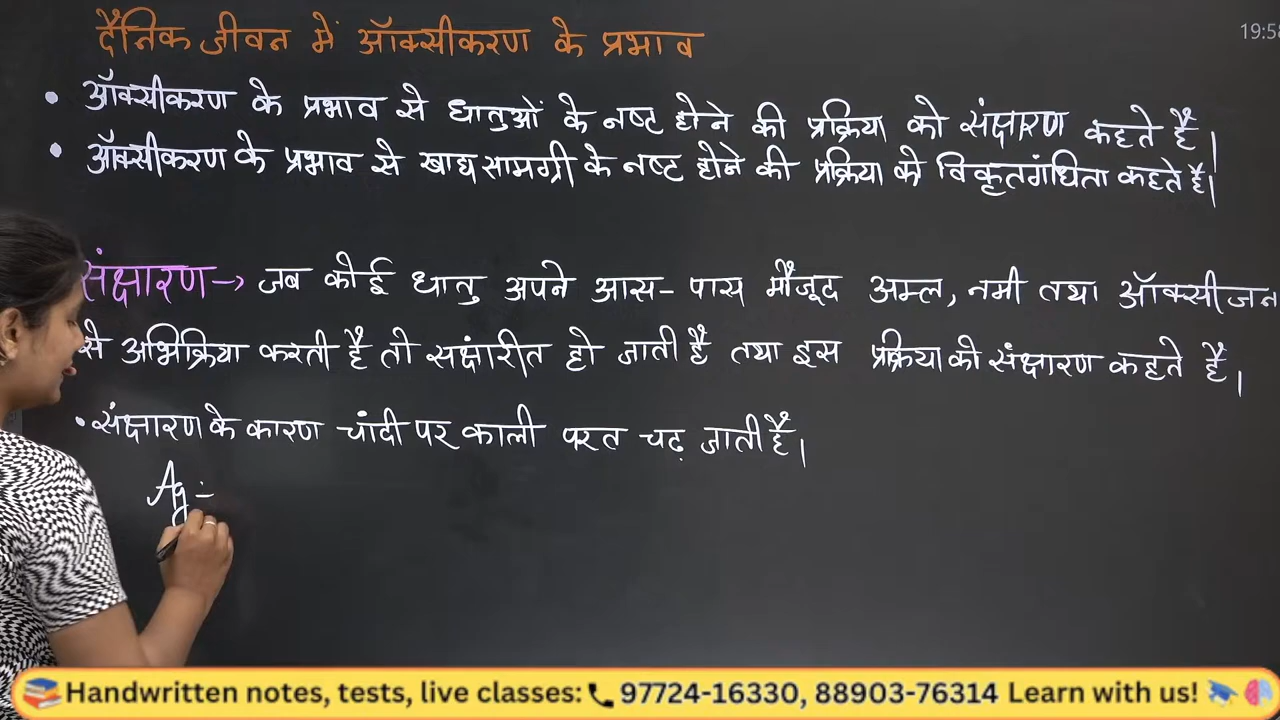 दैनिक जीवन में ऑक्सीकरण के प्रभाव
19:58
• ऑक्सीकरण के प्रभाव से धातुओं के नष्ट होने की प्रक्रिया को संक्षारण कहते हैं।
• ऑक्सीकरण के प्रभाव से खाद्य सामग्री के नष्ट होने की प्रक्रिया को विकृतगंधिता कहते हैं।
संक्षारण→ जब कोई धातु अपने आस-पास मौजूद अम्ल, नमी तथा ऑक्सीजन
से अभिक्रिया करती है तो सक्षांरीत हो जाती है तथा इस प्रक्रिया को संक्षारण कहते हैं।
• संक्षारण के कारण चांदी पर काली परत चढ़ जाती है।
Ag :-
Handwritten notes, tests, live classes: 97724-16330, 88903-76314 Learn with us!